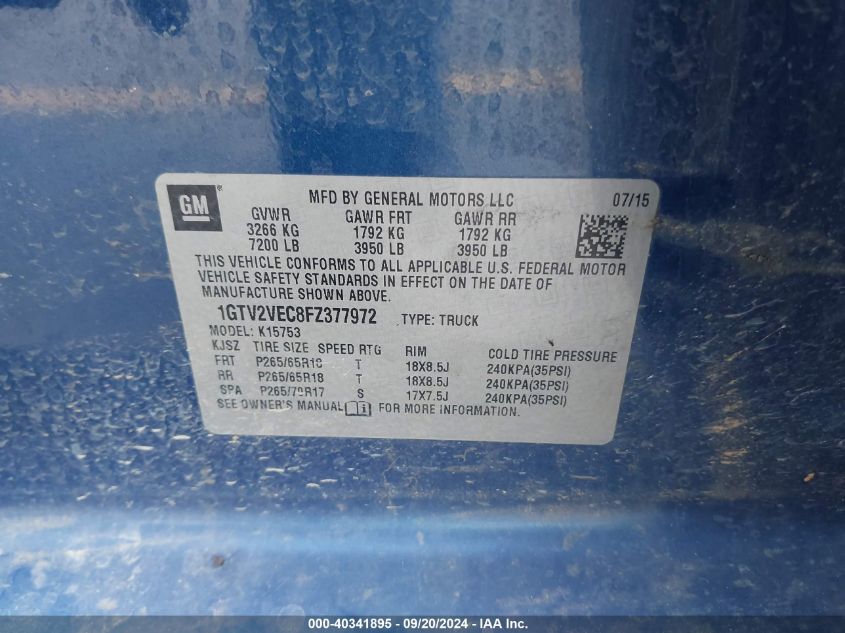 GM ® MFD BY GENERAL MOTORS LLC 07/15
GVWR GAWR FRT GAWR RR
3266 KG 1792 KG 1792 KG
7200 LB 3950 LB 3950 LB
THIS VEHICLE CONFORMS TO ALL APPLICABLE U.S. FEDERAL MOTOR
VEHICLE SAFETY STANDARDS IN EFFECT ON THE DATE OF
MANUFACTURE SHOWN ABOVE.
1GTV2VEC8FZ377972 TYPE: TRUCK
MODEL: K15753
KJSZ TIRE SIZE SPEED RTG RIM COLD TIRE PRESSURE
FRT P265/65R18 T 18X8.5J 240KPA(35PSI)
RR P265/65R18 T 18X8.5J 240KPA(35PSI)
SPA P265/70R17 S 17X7.5J 240KPA(35PSI)
SEE OWNER'S MANUAL i FOR MORE INFORMATION.
000-40341895 - 09/20/2024 - IAA Inc.